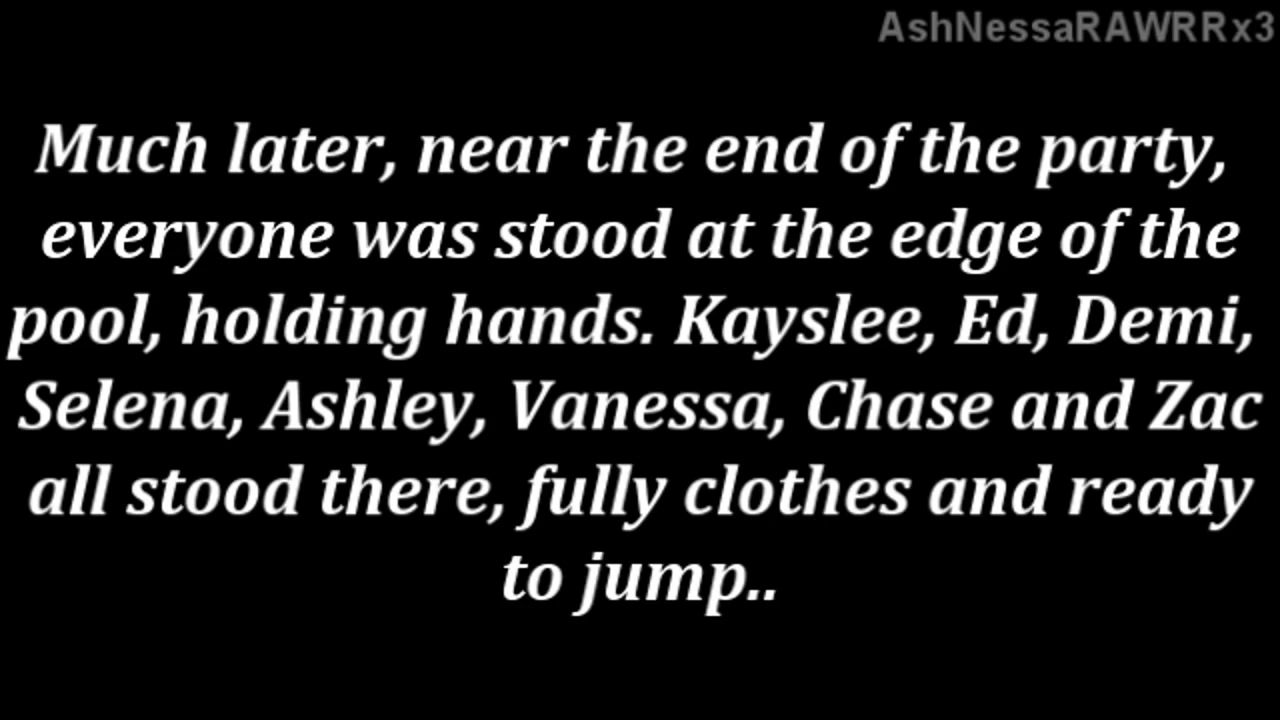 AshNessaRAWRRx3
Much later, near the end of the party,
everyone was stood at the edge of the
pool, holding hands. Kayslee, Ed, Demi,
Selena, Ashley, Vanessa, Chase and Zac
all stood there, fully clothes and ready
to jump..